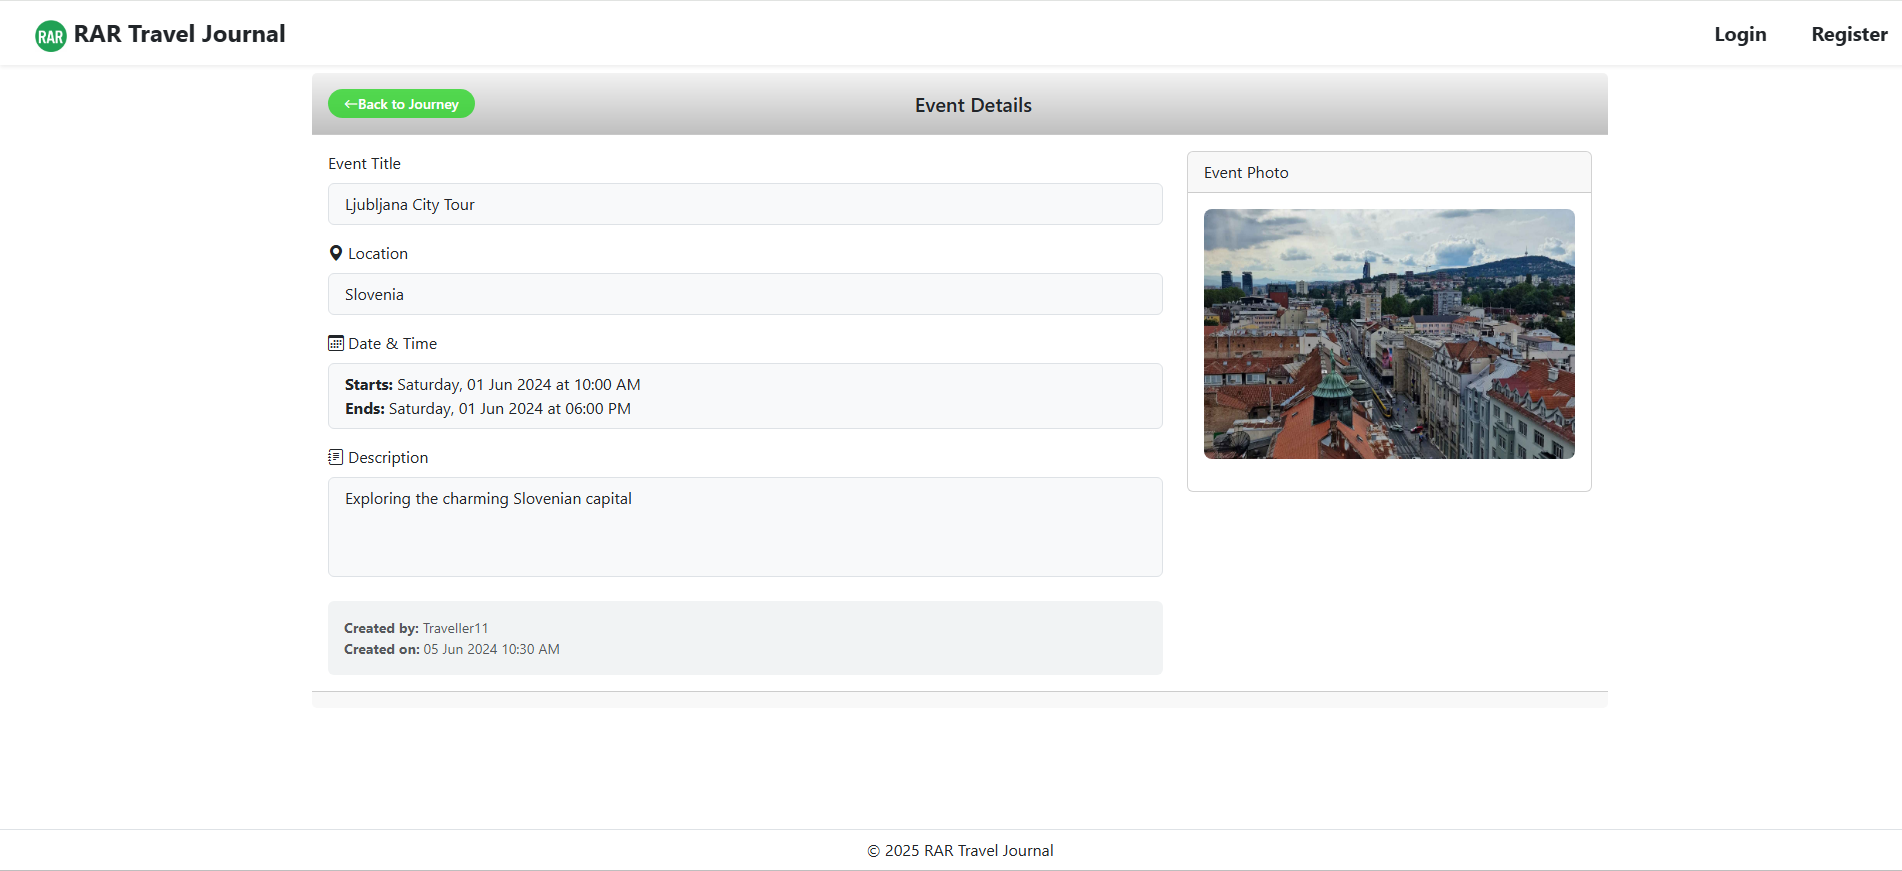 RAR RAR Travel Journal
Login
Register
←Back to Journey
Event Details
Event Title
Ljubljana City Tour
Location
Slovenia
Date & Time
Starts: Saturday, 01 Jun 2024 at 10:00 AM
Ends: Saturday, 01 Jun 2024 at 06:00 PM
Description
Exploring the charming Slovenian capital
Created by: Traveller11
Created on: 05 Jun 2024 10:30 AM
Event Photo
© 2025 RAR Travel Journal